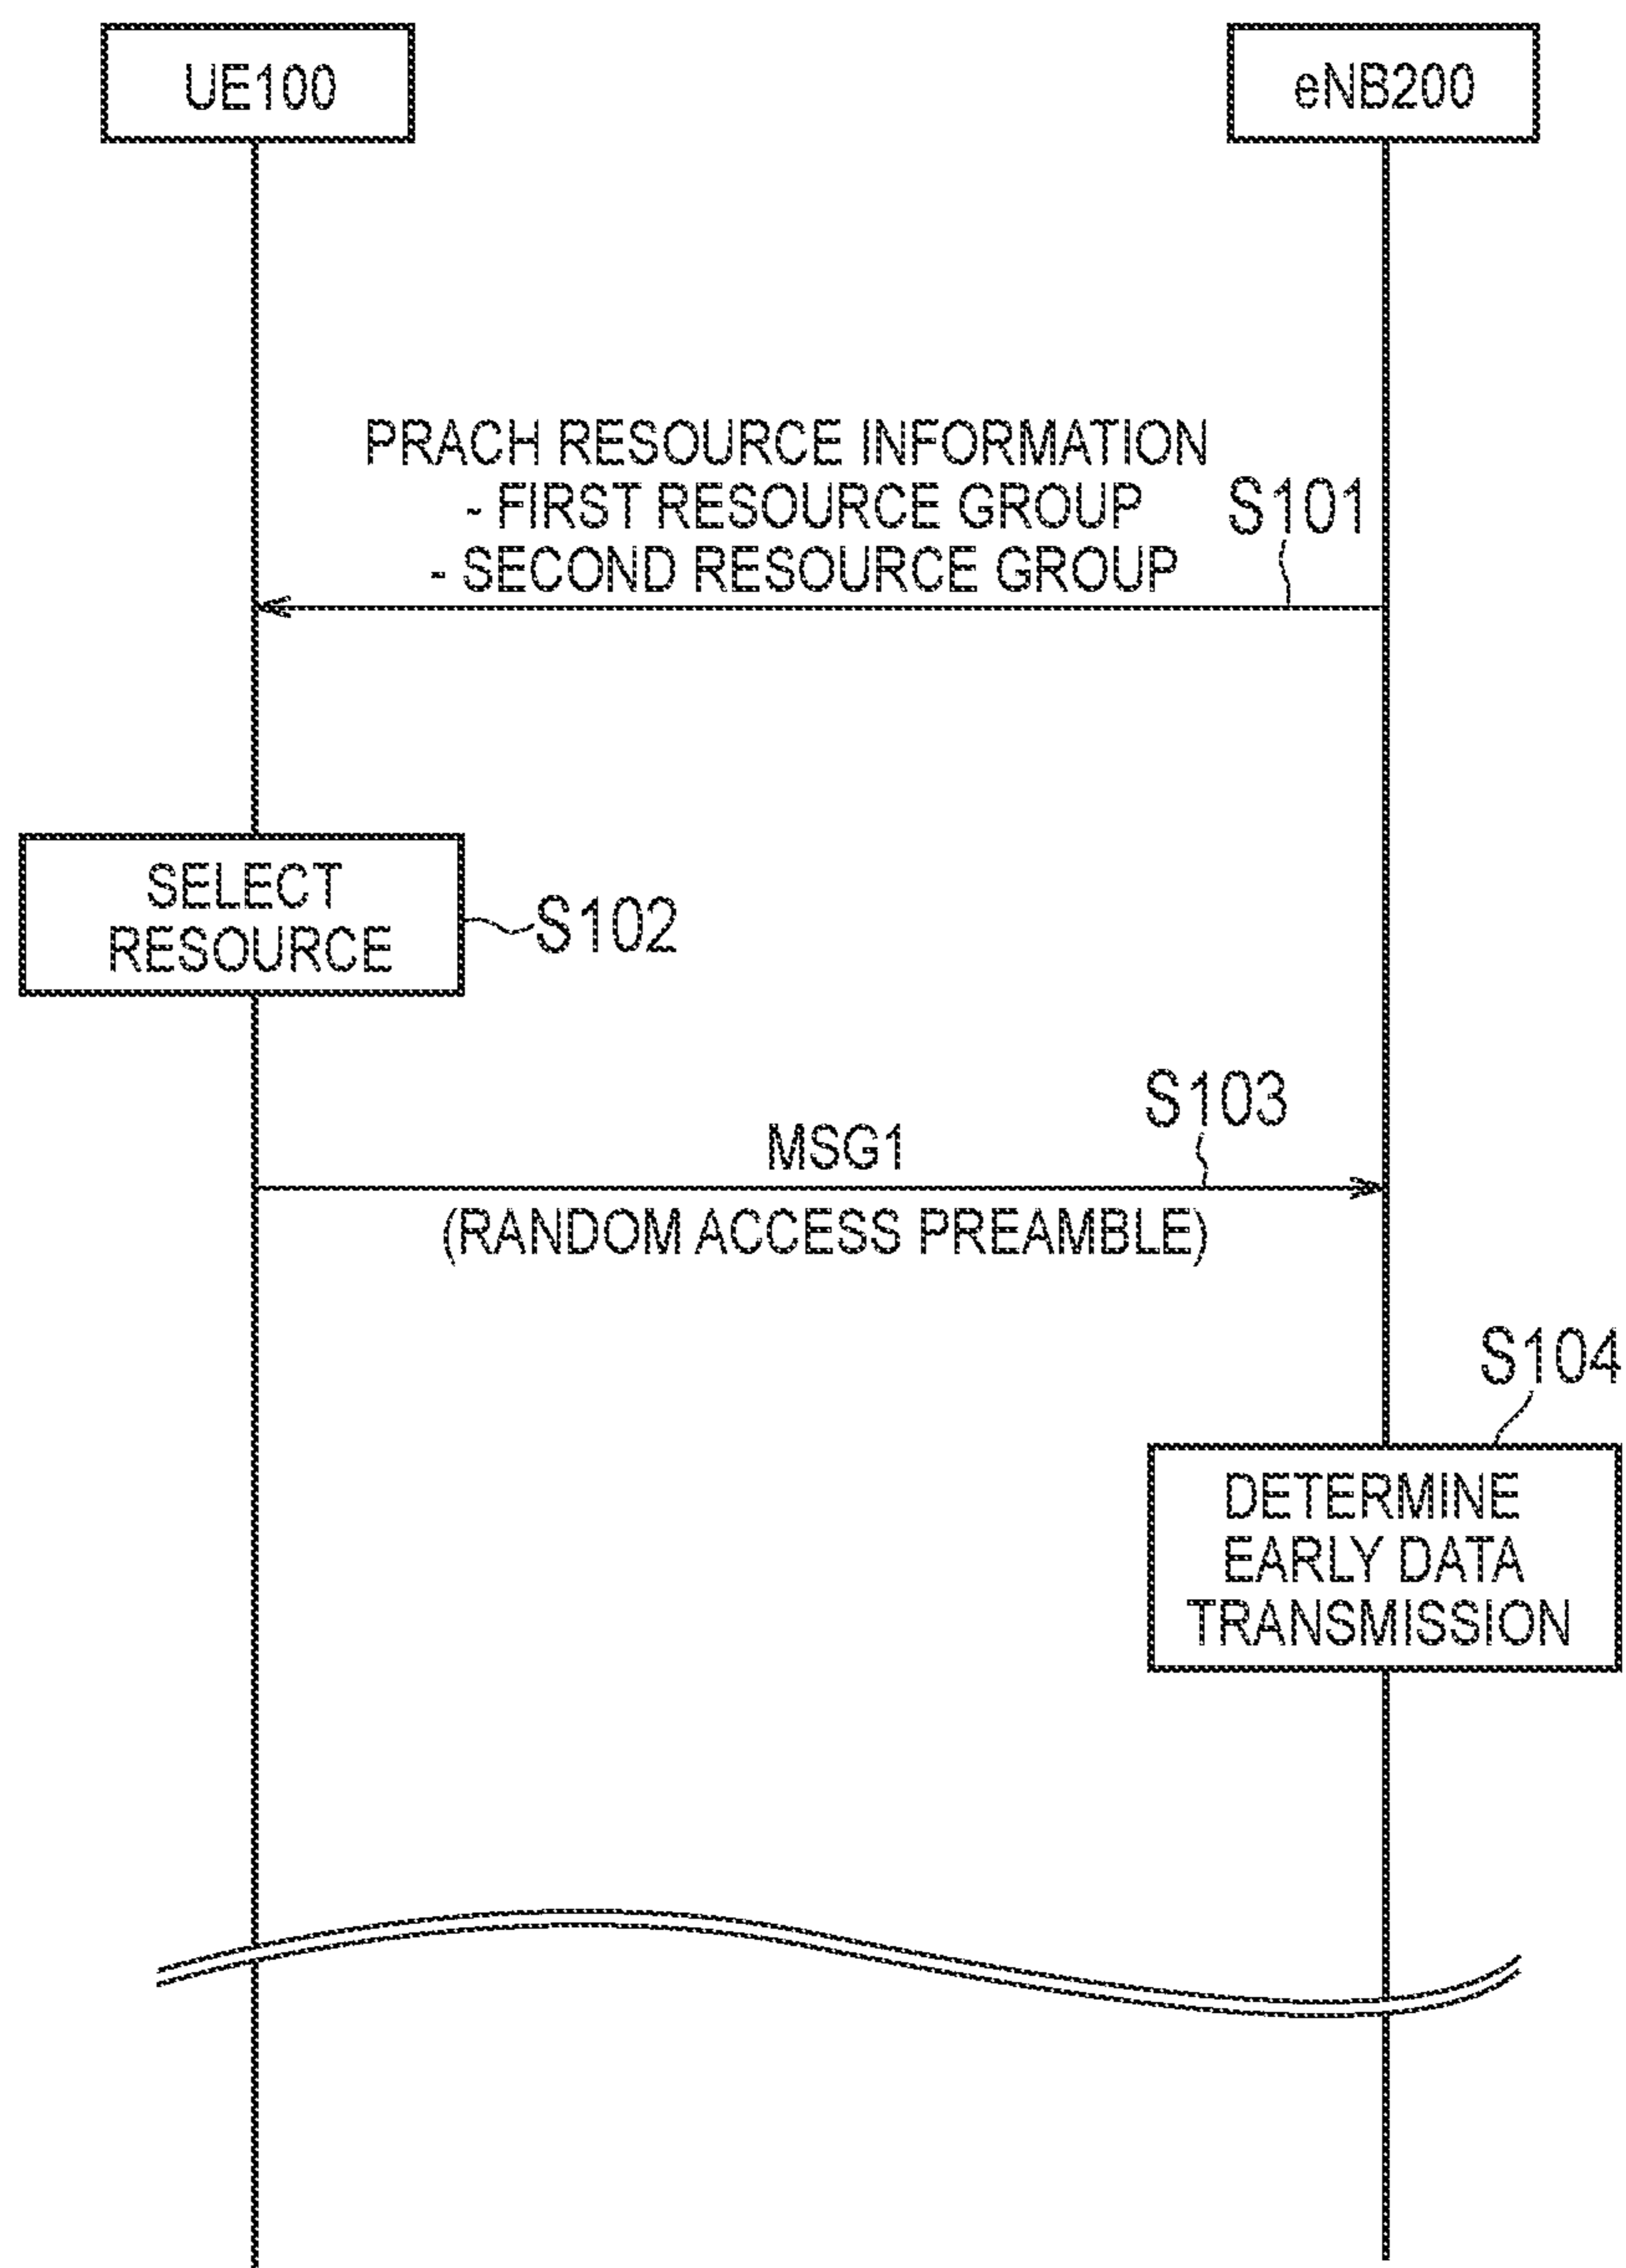 UE100
eNB200
PRACH RESOURCE INFORMATION
- FIRST RESOURCE GROUP
- SECOND RESOURCE GROUP
S101
SELECT
RESOURCE
S102
S103
MSG1
(RANDOM ACCESS PREAMBLE)
S104
DETERMINE
EARLY DATA
TRANSMISSION